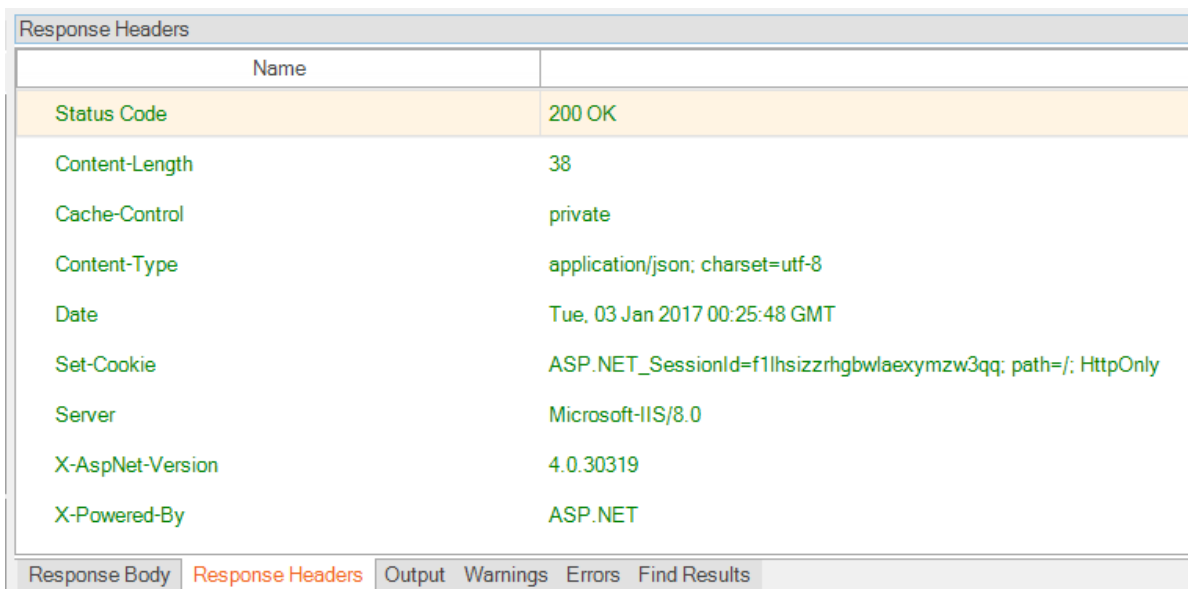 Response Headers
Name
Status Code 200 OK
Content-Length 38
Cache-Control private
Content-Type application/json; charset=utf-8
Date Tue, 03 Jan 2017 00:25:48 GMT
Set-Cookie ASP.NET_SessionId=f1lhsizzrhgbwlaexymzw3qq; path=/; HttpOnly
Server Microsoft-IIS/8.0
X-AspNet-Version 4.0.30319
X-Powered-By ASP.NET
Response Body Response Headers Output Warnings Errors Find Results